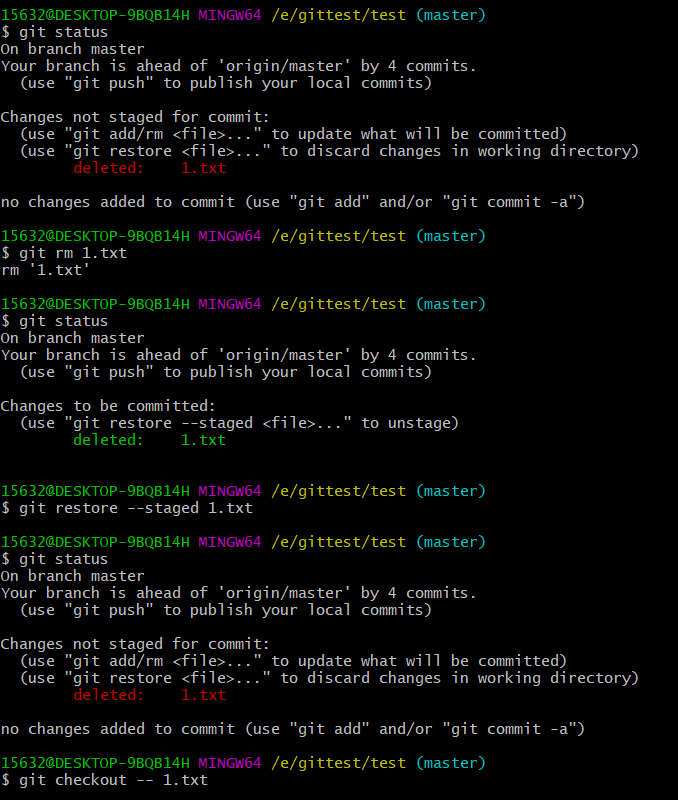 15632@DESKTOP-9BQB14H MINGW64 /e/gittest/test (master)
$ git status
On branch master
Your branch is ahead of 'origin/master' by 4 commits.
  (use "git push" to publish your local commits)

Changes not staged for commit:
  (use "git add/rm <file>..." to update what will be committed)
  (use "git restore <file>..." to discard changes in working directory)
        deleted:    1.txt

no changes added to commit (use "git add" and/or "git commit -a")

15632@DESKTOP-9BQB14H MINGW64 /e/gittest/test (master)
$ git rm 1.txt
rm '1.txt'

15632@DESKTOP-9BQB14H MINGW64 /e/gittest/test (master)
$ git status
On branch master
Your branch is ahead of 'origin/master' by 4 commits.
  (use "git push" to publish your local commits)

Changes to be committed:
  (use "git restore --staged <file>..." to unstage)
        deleted:    1.txt


15632@DESKTOP-9BQB14H MINGW64 /e/gittest/test (master)
$ git restore --staged 1.txt

15632@DESKTOP-9BQB14H MINGW64 /e/gittest/test (master)
$ git status
On branch master
Your branch is ahead of 'origin/master' by 4 commits.
  (use "git push" to publish your local commits)

Changes not staged for commit:
  (use "git add/rm <file>..." to update what will be committed)
  (use "git restore <file>..." to discard changes in working directory)
        deleted:    1.txt

no changes added to commit (use "git add" and/or "git commit -a")

15632@DESKTOP-9BQB14H MINGW64 /e/gittest/test (master)
$ git checkout -- 1.txt